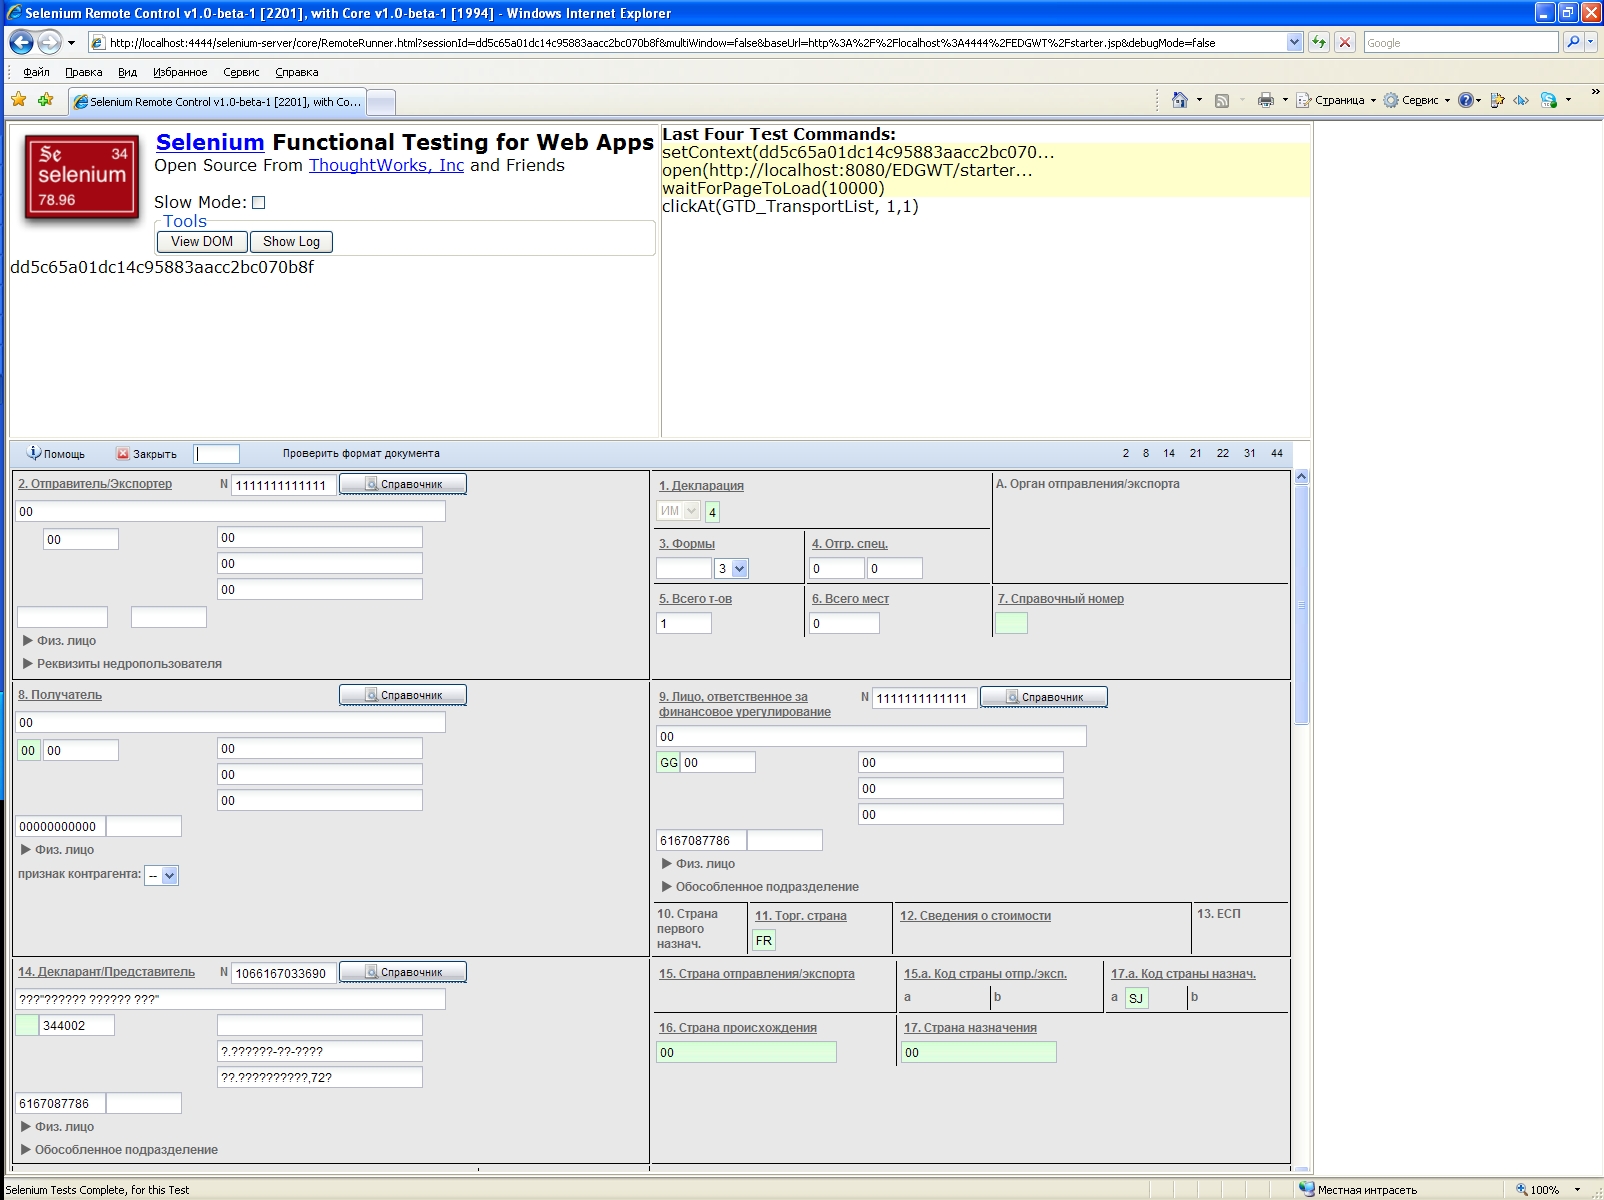 Selenium Remote Control v1.0-beta-1 [2201], with Core v1.0-beta-1 [1994] - Windows Internet Explorer
http://localhost:4444/selenium-server/core/RemoteRunner.html?sessionId=dd5c65a01dc14c95883aacc2bc070b8f&multiWindow=false&baseUrl=http%3A%2F%2Flocalhost%3A4444%2FEDGWT%2Fstarter.jsp&debugMode=false
Google
Файл Правка Вид Избранное Сервис Справка
Selenium Remote Control v1.0-beta-1 [2201], with Co...
Страница Сервис »
Se 34
selenium
78.96
Selenium Functional Testing for Web Apps
Open Source From ThoughtWorks, Inc and Friends
Slow Mode:
Tools
View DOM Show Log
dd5c65a01dc14c95883aacc2bc070b8f
Last Four Test Commands:
setContext(dd5c65a01dc14c95883aacc2bc070...
open(http://localhost:8080/EDGWT/starter...
waitForPageToLoad(10000)
clickAt(GTD_TransportList, 1,1)
Помощь Закрыть Проверить формат документа 2 8 14 21 22 31 44
2. Отправитель/Экспортер N 1111111111111 Справочник
00
00 00
00
00
Физ. лицо
Реквизиты недропользователя
1. Декларация
ИМ 4
A. Орган отправления/экспорта
3. Формы 4. Отгр. спец.
3 0 0
5. Всего т-ов 6. Всего мест 7. Справочный номер
1 0
8. Получатель Справочник
00
00 00 00
00
00
00000000000
Физ. лицо
признак контрагента: --
9. Лицо, ответственное за финансовое урегулирование N 1111111111111 Справочник
00
GG 00 00
00
00
6167087786
Физ. лицо
Обособленное подразделение
10. Страна первого назнач. 11. Торг. страна 12. Сведения о стоимости 13. ЕСП
FR
14. Декларант/Представитель N 1066167033690 Справочник
???"?????? ?????? ???"
344002
?.??????-??-????
??.??????????,72?
6167087786
Физ. лицо
Обособленное подразделение
15. Страна отправления/экспорта 15.a. Код страны отпр./эксп. 17.a. Код страны назнач.
a b a SJ b
16. Страна происхождения 17. Страна назначения
00 00
Selenium Tests Complete, for this Test Местная интрасеть 100%